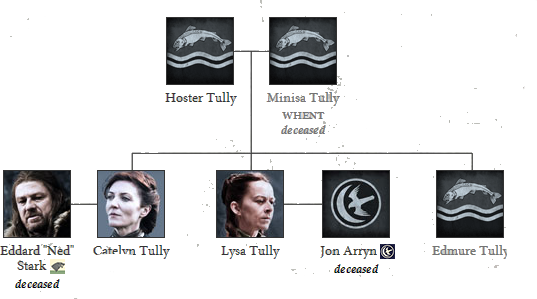 Hoster Tully
Minisa Tully
WHENT
deceased
Eddard "Ned"
Stark
deceased
Catelyn Tully
Lysa Tully
Jon Arryn
deceased
Edmure Tully